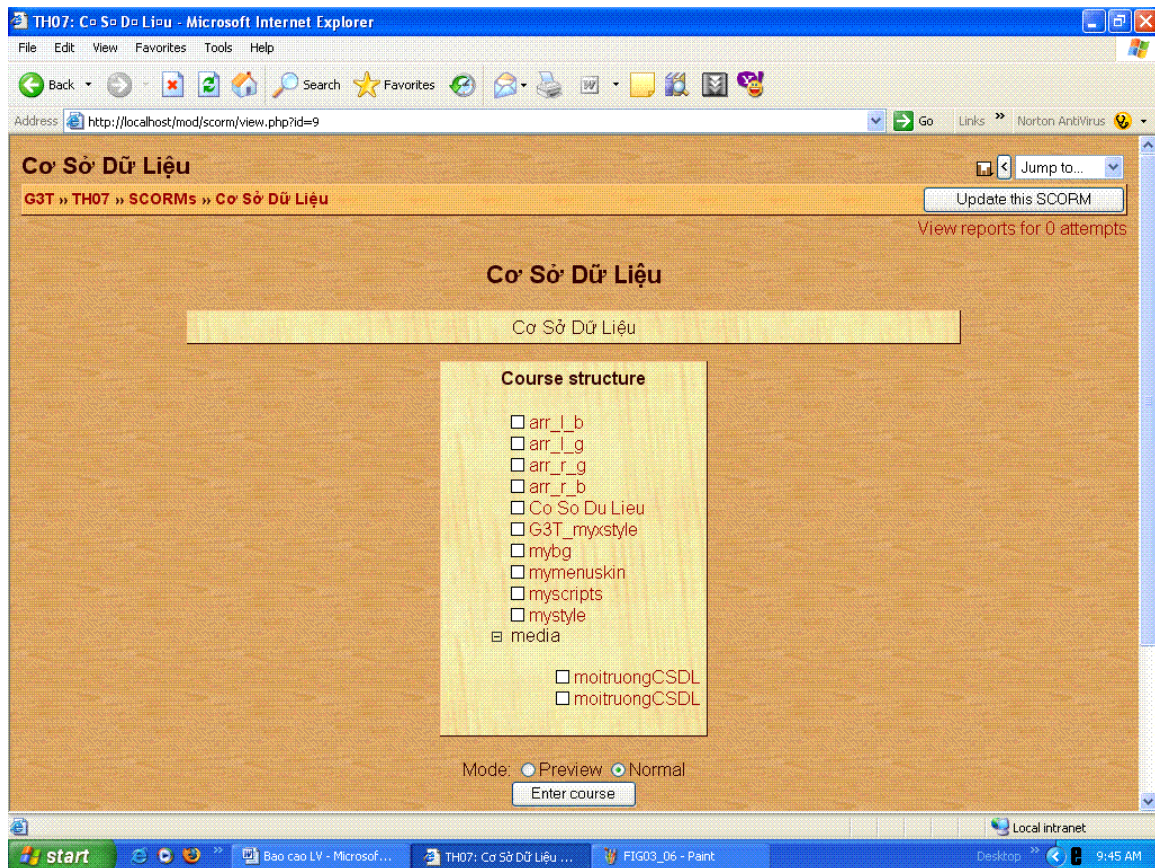 TH07: C¤ S¤ D¤ Li¤u - Microsoft Internet Explorer
File Edit View Favorites Tools Help
Back Search Favorites
Address http://localhost/mod/scorm/view.php?id=9 Go Links » Norton AntiVirus
Cơ Sở Dữ Liệu Jump to...
G3T » TH07 » SCORMs » Cơ Sở Dữ Liệu Update this SCORM
View reports for 0 attempts
Cơ Sở Dữ Liệu
Cơ Sở Dữ Liệu
Course structure
arr_l_b
arr_l_g
arr_r_g
arr_r_b
Co So Du Lieu
G3T_myxstyle
mybg
mymenuskin
myscripts
mystyle
media
moitruongCSDL
moitruongCSDL
Mode: Preview Normal
Enter course
Local intranet
start » Bao cao LV - Microsof... TH07: Cơ Sở Dữ Liệu ... FIG03_06 - Paint Desktop » 9:45 AM